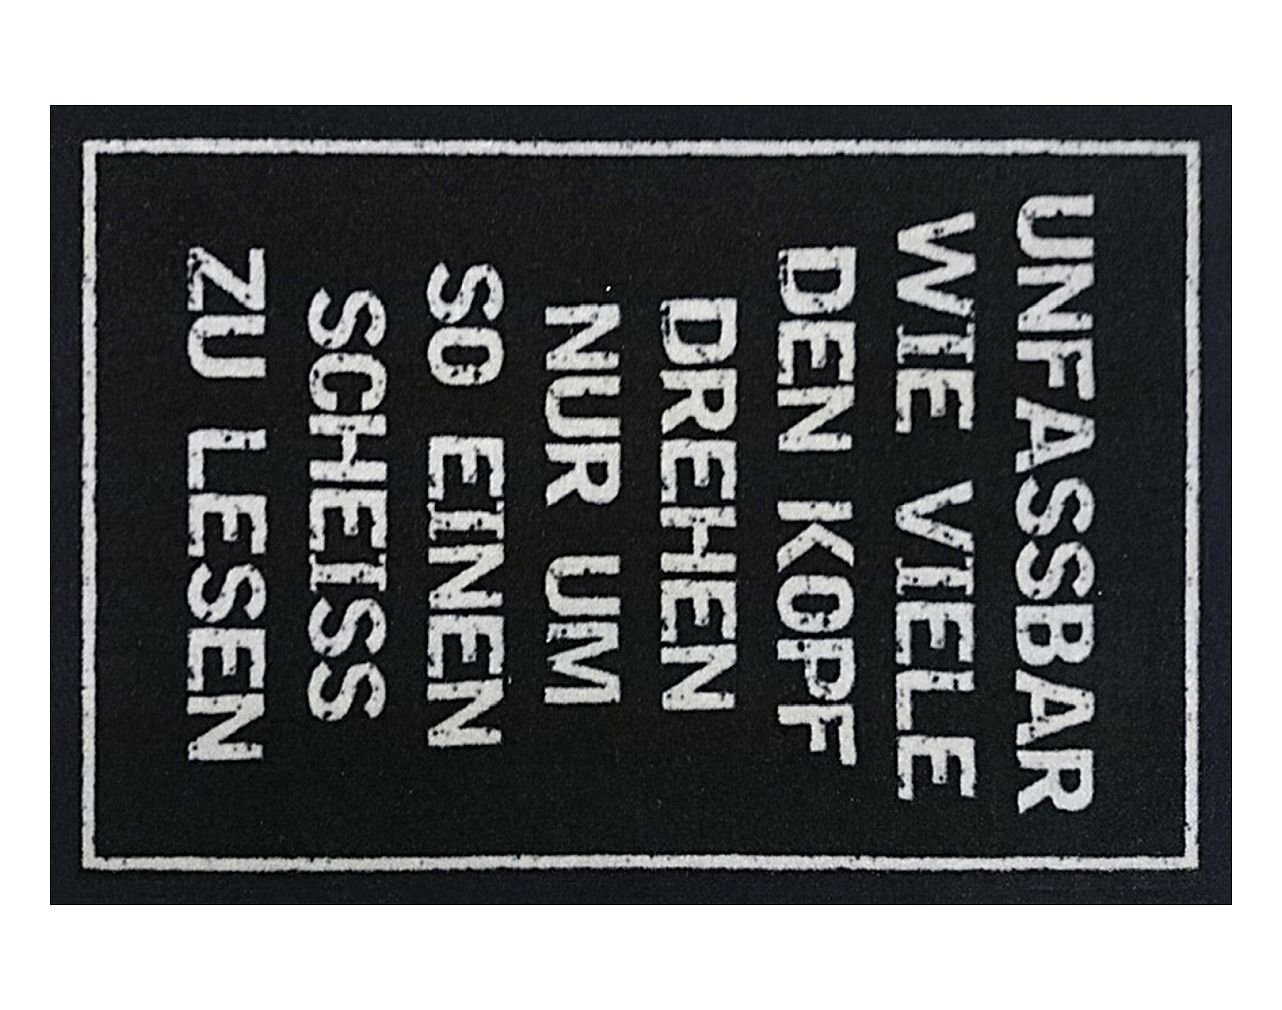 UNFASSBAR
WIE VIELE
DEN KOPF
DREHEN
NUR UM
SO EINEN
SCHEISS
ZU LESEN